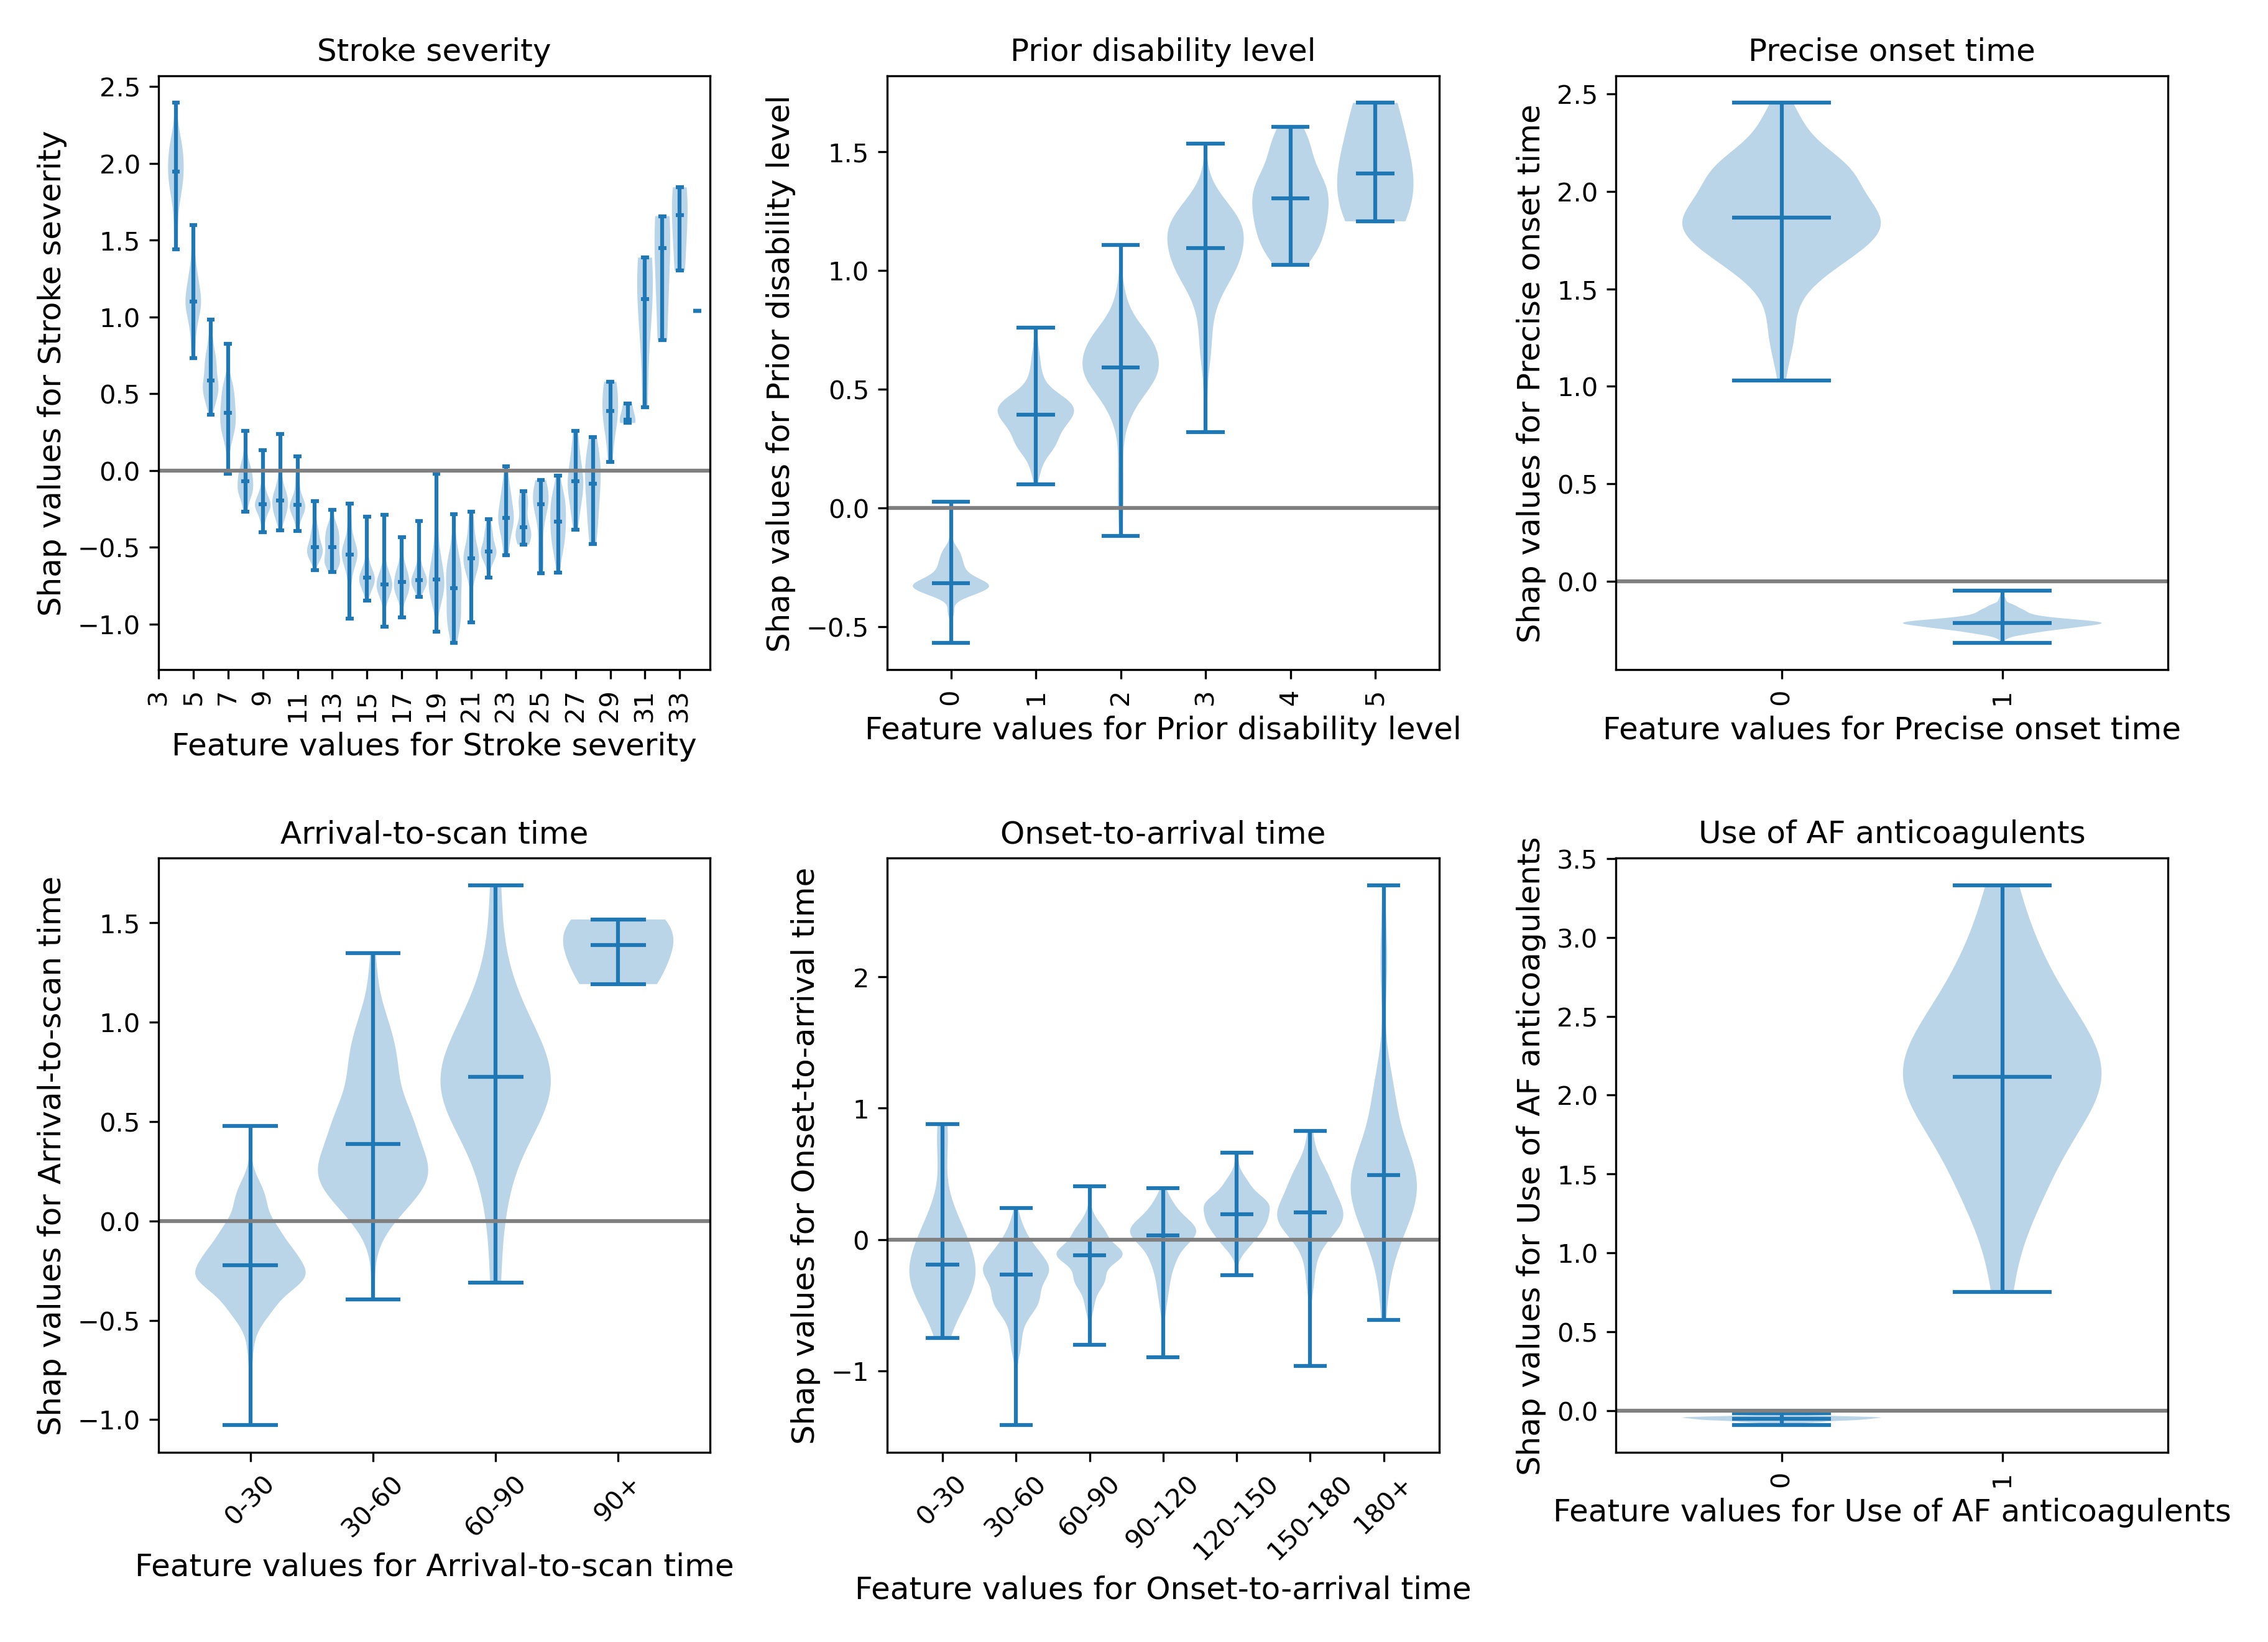 Stroke severity
Shap values for Stroke severity
2.5
2.0
1.5
1.0
0.5
0.0
−0.5
−1.0
3 5 7 9 11 13 15 17 19 21 23 25 27 29 31 33
Feature values for Stroke severity
Prior disability level
Shap values for Prior disability level
1.5
1.0
0.5
0.0
−0.5
0 1 2 3 4 5
Feature values for Prior disability level
Precise onset time
Shap values for Precise onset time
2.5
2.0
1.5
1.0
0.5
0.0
0 1
Feature values for Precise onset time
Arrival-to-scan time
Shap values for Arrival-to-scan time
1.5
1.0
0.5
0.0
−0.5
−1.0
0-30 30-60 60-90 90+
Feature values for Arrival-to-scan time
Onset-to-arrival time
Shap values for Onset-to-arrival time
2
1
0
−1
0-30 30-60 60-90 90-120 120-150 150-180 180+
Feature values for Onset-to-arrival time
Use of AF anticoagulents
Shap values for Use of AF anticoagulents
3.5
3.0
2.5
2.0
1.5
1.0
0.5
0.0
0 1
Feature values for Use of AF anticoagulents